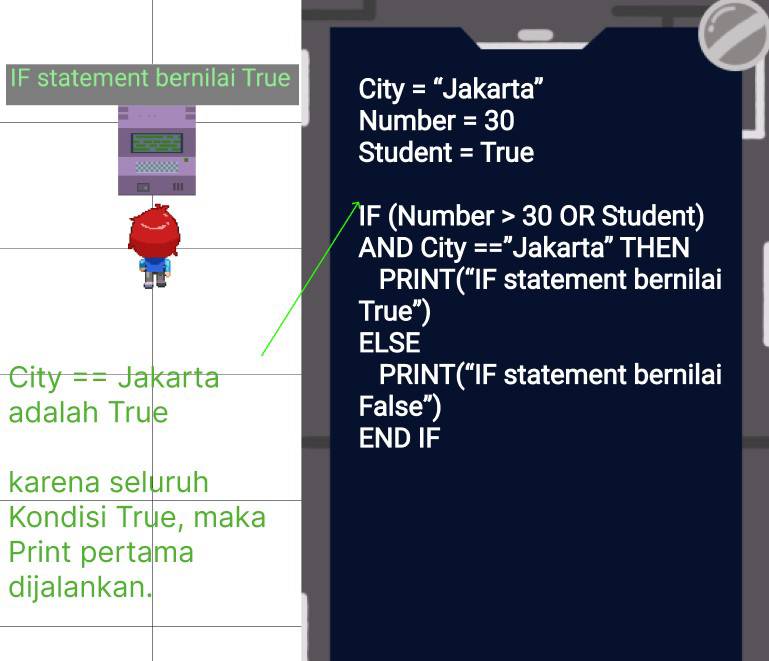 IF statement bernilai True
City == Jakarta
adalah True
karena seluruh
Kondisi True, maka
Print pertama
dijalankan.
City = “Jakarta”
Number = 30
Student = True
IF (Number > 30 OR Student)
AND City ==”Jakarta” THEN
PRINT(“IF statement bernilai
True”)
ELSE
PRINT(“IF statement bernilai
False”)
END IF